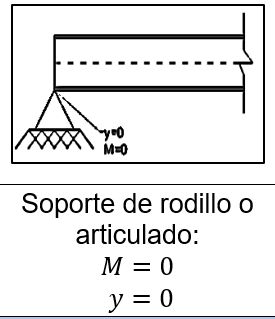 y=0
M=0
Soporte de rodillo o
articulado:
𝑀 = 0
𝑦 = 0